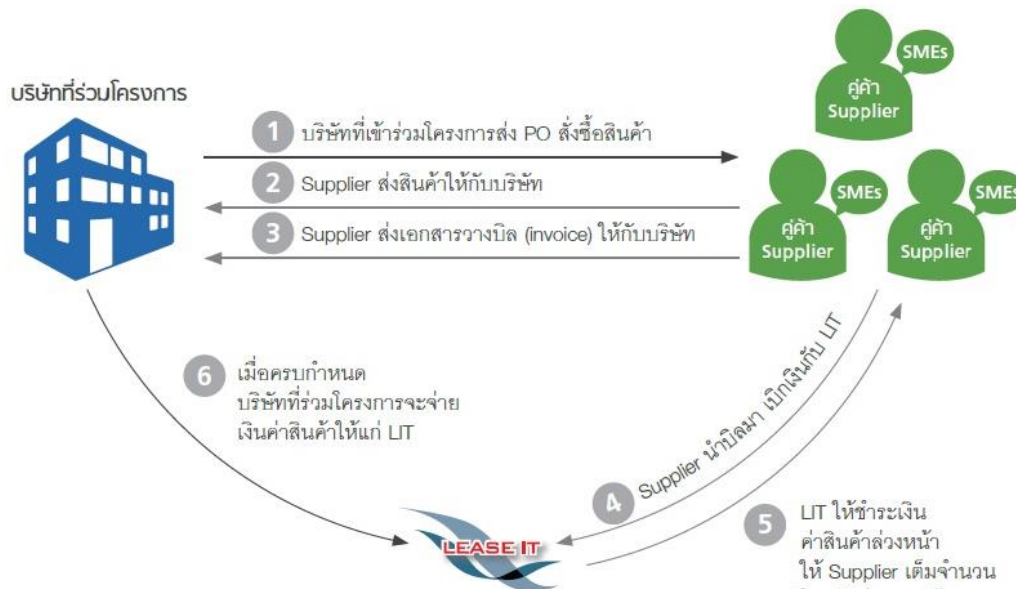 บริษัทที่ร่วมโครงการ
SMEs
คู่ค้า
Supplier
1 บริษัทที่เข้าร่วมโครงการส่ง PO สั่งซื้อสินค้า
2 Supplier ส่งสินค้าให้กับบริษัท
3 Supplier ส่งเอกสารวางบิล (invoice) ให้กับบริษัท
SMEs
คู่ค้า
Supplier
SMEs
คู่ค้า
Supplier
6 เมื่อครบกำหนด
บริษัทที่ร่วมโครงการจะจ่าย
เงินค่าสินค้าให้แก่ LIT
4 Supplier นำบิลมา เบิกเงินกับ LIT
LEASE IT
5 LIT ให้ชำระเงิน
ค่าสินค้าล่วงหน้า
ให้ Supplier เต็มจำนวน